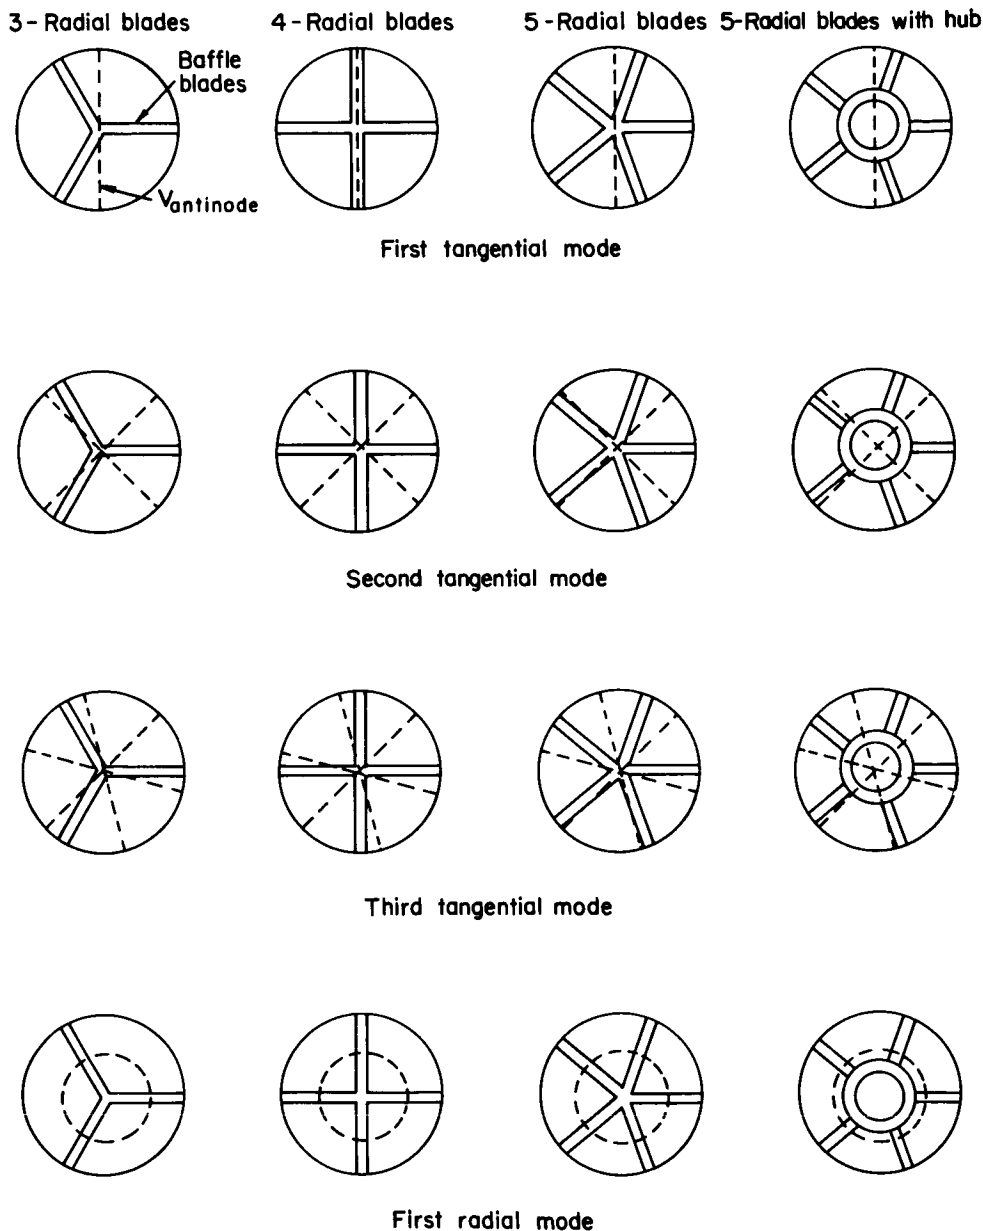 3-Radial blades 4-Radial blades 5-Radial blades 5-Radial blades with hub
Baffle
blades
Vantinode
First tangential mode
Second tangential mode
Third tangential mode
First radial mode